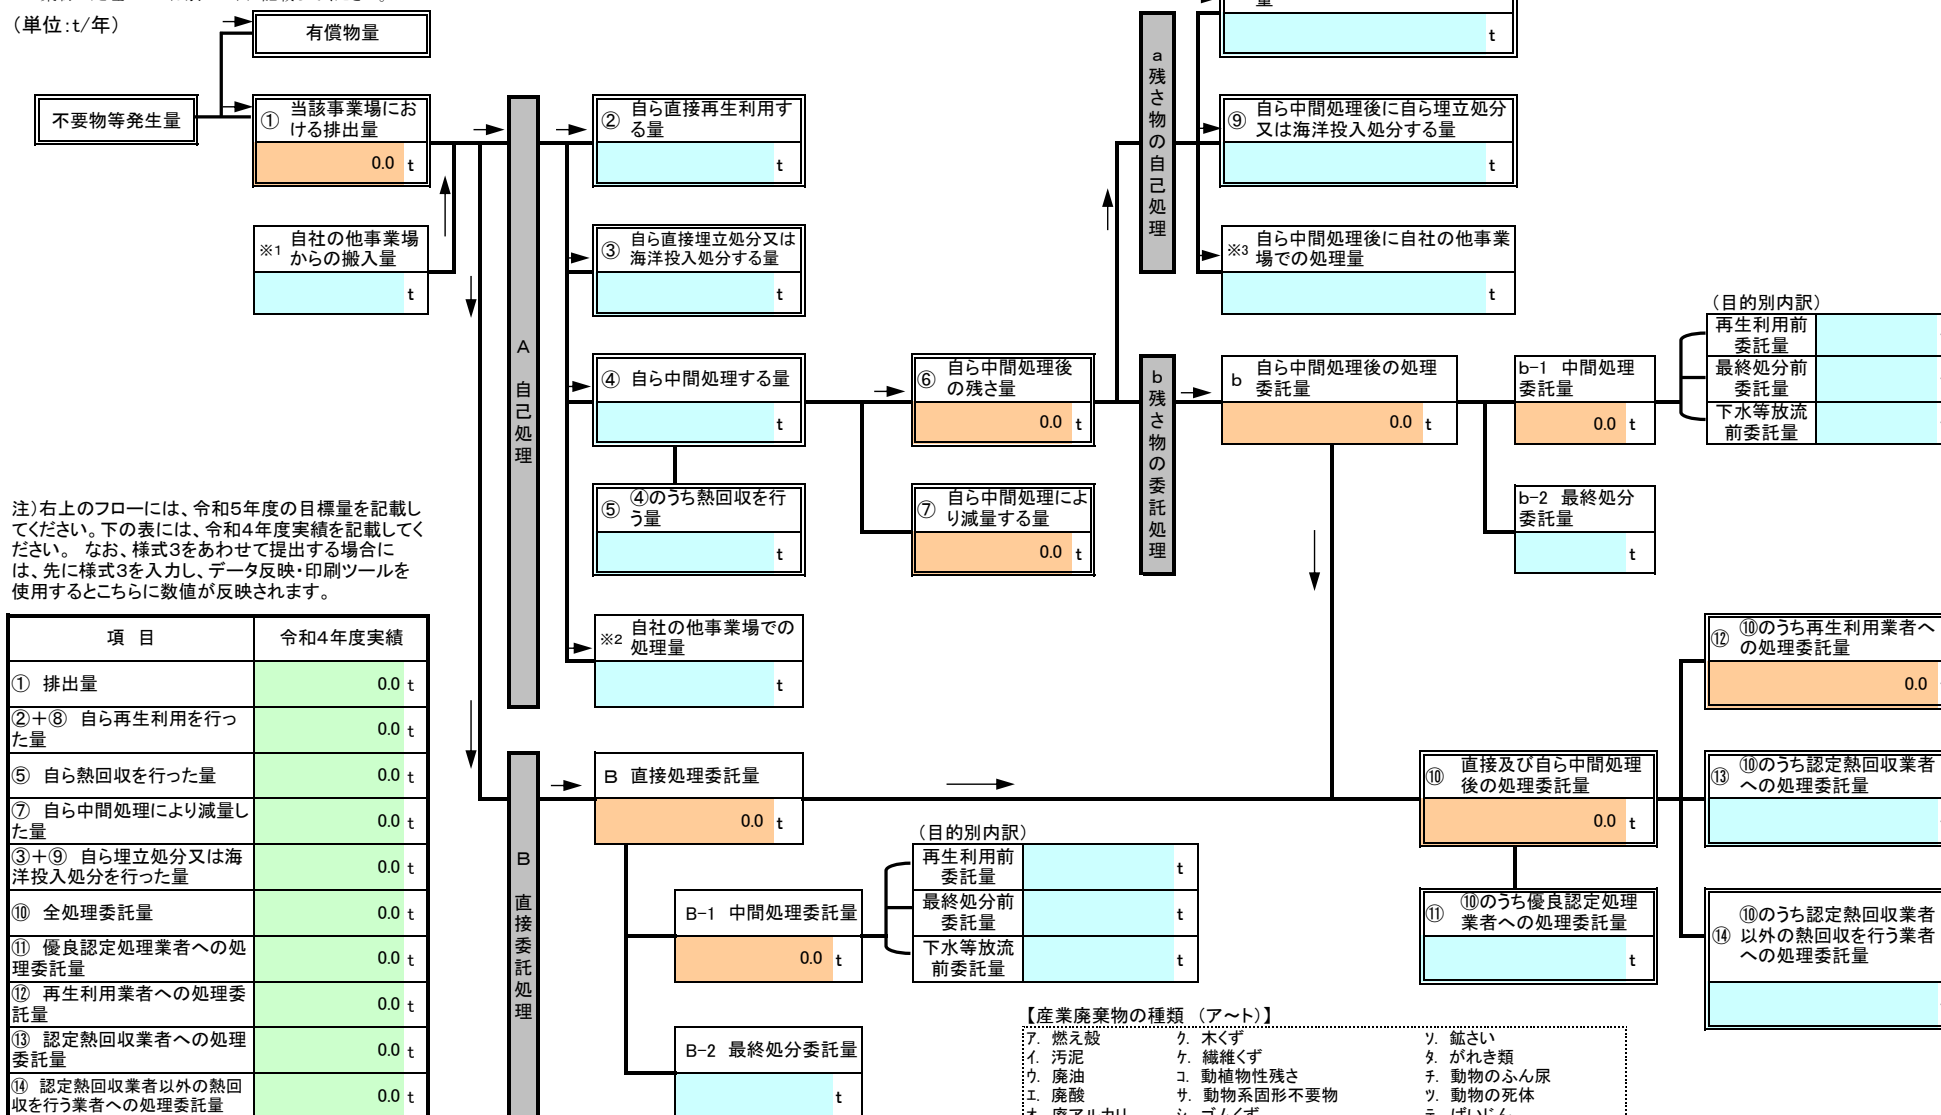 (単位:t/年)
有償物量
不要物等発生量
① 当該事業場にお
ける排出量
0.0 t
※1 自社の他事業場
からの搬入量
t
A 自己処理
② 自ら直接再生利用す
る量
t
③ 自ら直接埋立処分又は
海洋投入処分する量
t
④ 自ら中間処理する量
t
⑤ ④のうち熱回収を行
う量
t
※2 自社の他事業場での
処理量
t
⑥ 自ら中間処理後
の残さ量
0.0 t
⑦ 自ら中間処理によ
り減量する量
0.0 t
a 残さ物の自己処理
量
t
⑨ 自ら中間処理後に自ら埋立処分
又は海洋投入処分する量
t
※3 自ら中間処理後に自社の他事業
場での処理量
t
b 残さ物の委託処理
b 自ら中間処理後の処理
委託量
0.0 t
b-1 中間処理
委託量
0.0 t
b-2 最終処分
委託量
t
(目的別内訳)
再生利用前
委託量
最終処分前
委託量
下水等放流
前委託量
注)右上のフローには、令和5年度の目標量を記載し
てください。下の表には、令和4年度実績を記載してく
ださい。 なお、様式3をあわせて提出する場合に
は、先に様式3を入力し、データ反映・印刷ツールを
使用するとこちらに数値が反映されます。
項 目 令和4年度実績
① 排出量 0.0 t
②+⑧ 自ら再生利用を行っ
た量 0.0 t
⑤ 自ら熱回収を行った量 0.0 t
⑦ 自ら中間処理により減量し
た量 0.0 t
③+⑨ 自ら埋立処分又は海
洋投入処分を行った量 0.0 t
⑩ 全処理委託量 0.0 t
⑪ 優良認定処理業者への処
理委託量 0.0 t
⑫ 再生利用業者への処理委
託量 0.0 t
⑬ 認定熱回収業者への処理
委託量 0.0 t
⑭ 認定熱回収業者以外の熱回
収を行う業者への処理委託量 0.0 t
B 直接委託処理
B 直接処理委託量
0.0 t
B-1 中間処理委託量
0.0 t
B-2 最終処分委託量
t
(目的別内訳)
再生利用前
委託量 t
最終処分前
委託量 t
下水等放流
前委託量 t
⑩ 直接及び自ら中間処理
後の処理委託量
0.0 t
⑪ ⑩のうち優良認定処理
業者への処理委託量
t
⑫ ⑩のうち再生利用業者へ
の処理委託量
0.0
⑬ ⑩のうち認定熱回収業者
への処理委託量
⑭ ⑩のうち認定熱回収業者
以外の熱回収を行う業者
への処理委託量
【産業廃棄物の種類 (ア~ト)】
ア. 燃え殻 ク. 木くず ソ. 鉱さい
イ. 汚泥 ケ. 繊維くず タ. がれき類
ウ. 廃油 コ. 動植物性残さ チ. 動物のふん尿
エ. 廃酸 サ. 動物系固形不要物 ツ. 動物の死体
オ. 廃アルカリ シ. ゴムくず テ. ばいじん